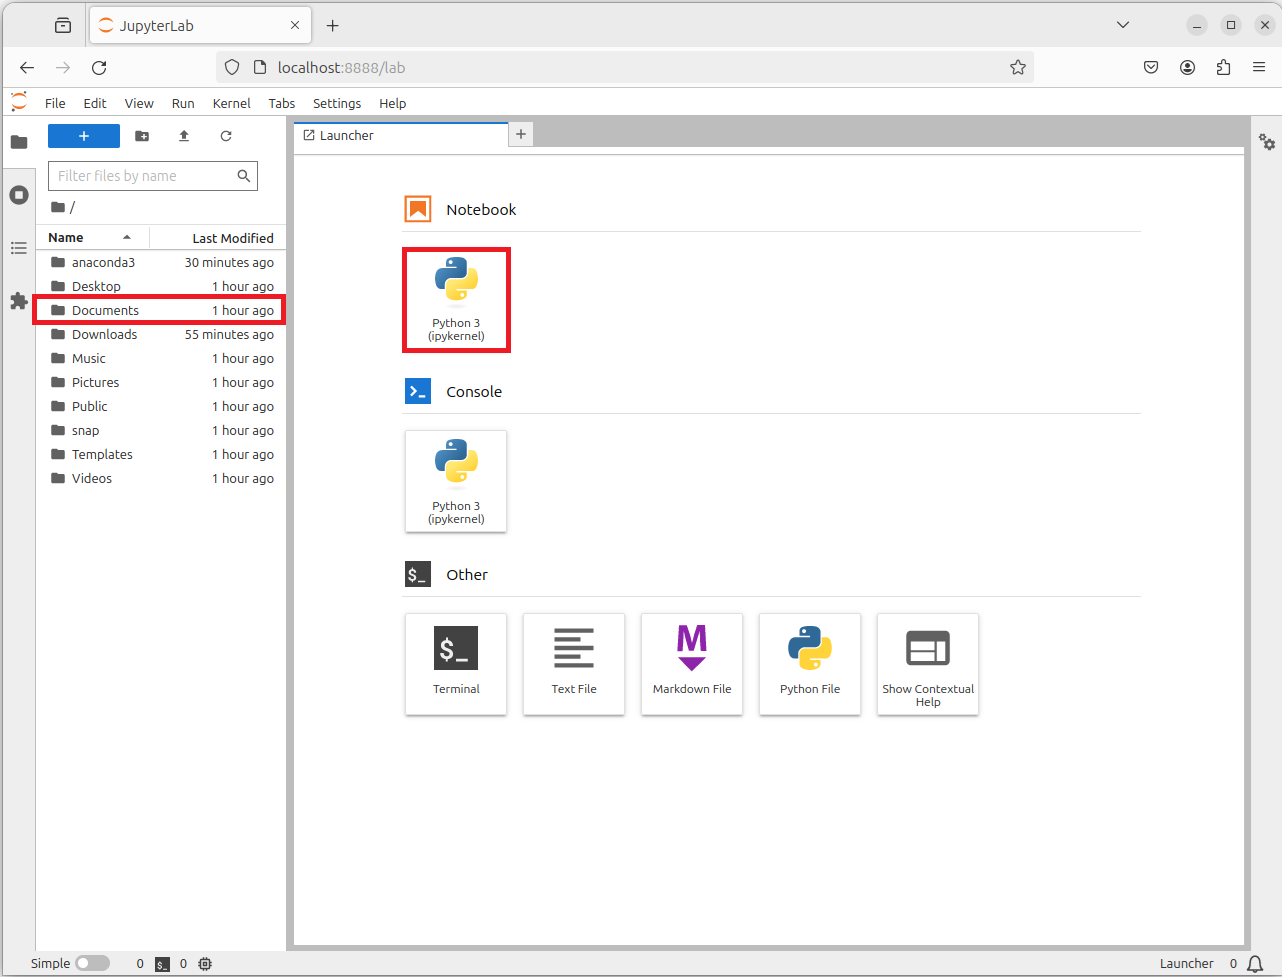 JupyterLab
localhost:8888/lab
File Edit View Run Kernel Tabs Settings Help
+
Launcher
Filter files by name
/
Name Last Modified
anaconda3 30 minutes ago
Desktop 1 hour ago
Documents 1 hour ago
Downloads 55 minutes ago
Music 1 hour ago
Pictures 1 hour ago
Public 1 hour ago
snap 1 hour ago
Templates 1 hour ago
Videos 1 hour ago
Notebook
Python 3
(ipykernel)
Console
Python 3
(ipykernel)
$_ Other
$_
Terminal
Text File
M
Markdown File
Python File
Show Contextual
Help
Simple 0 $_ 0
Launcher 0